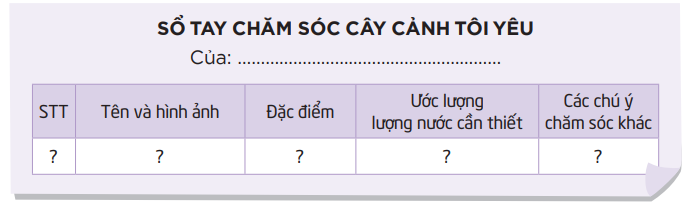 SỔ TAY CHĂM SÓC CÂY CẢNH TÔI YÊU
Của: ........................................................
STT
Tên và hình ảnh
Đặc điểm
Ước lượng
lượng nước cần thiết
Các chú ý
chăm sóc khác
?
?
?
?
?